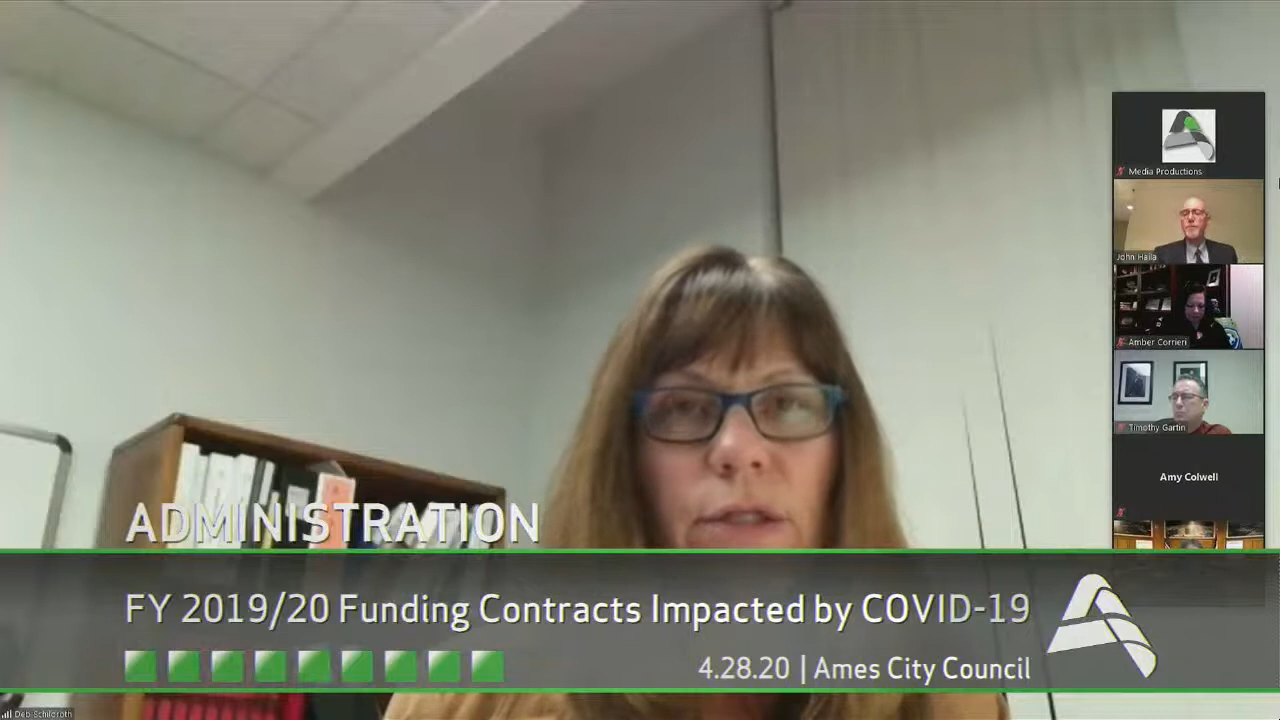 Media Productions
John Haila
Amber Corrieri
Timothy Gartin
Amy Colwell
ADMINISTRATION
FY 2019/20 Funding Contracts Impacted by COVID-19
4.28.20 | Ames City Council
Deb Schildroth